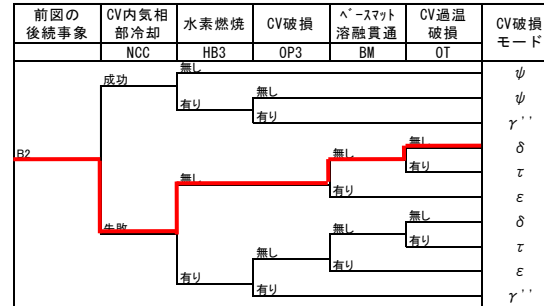 前図の
後続事象
CV内気相
部冷却
水素燃焼
CV破損
ベースマット
溶融貫通
CV過温
破損
CV破損
モード
NCC
HB3
OP3
BM
OT
成功
無し
ψ
有り
無し
ψ
有り
γ''
B2
無し
無し
無し
δ
有り
τ
有り
ε
失敗
無し
無し
無し
δ
有り
τ
有り
ε
有り
有り
γ''